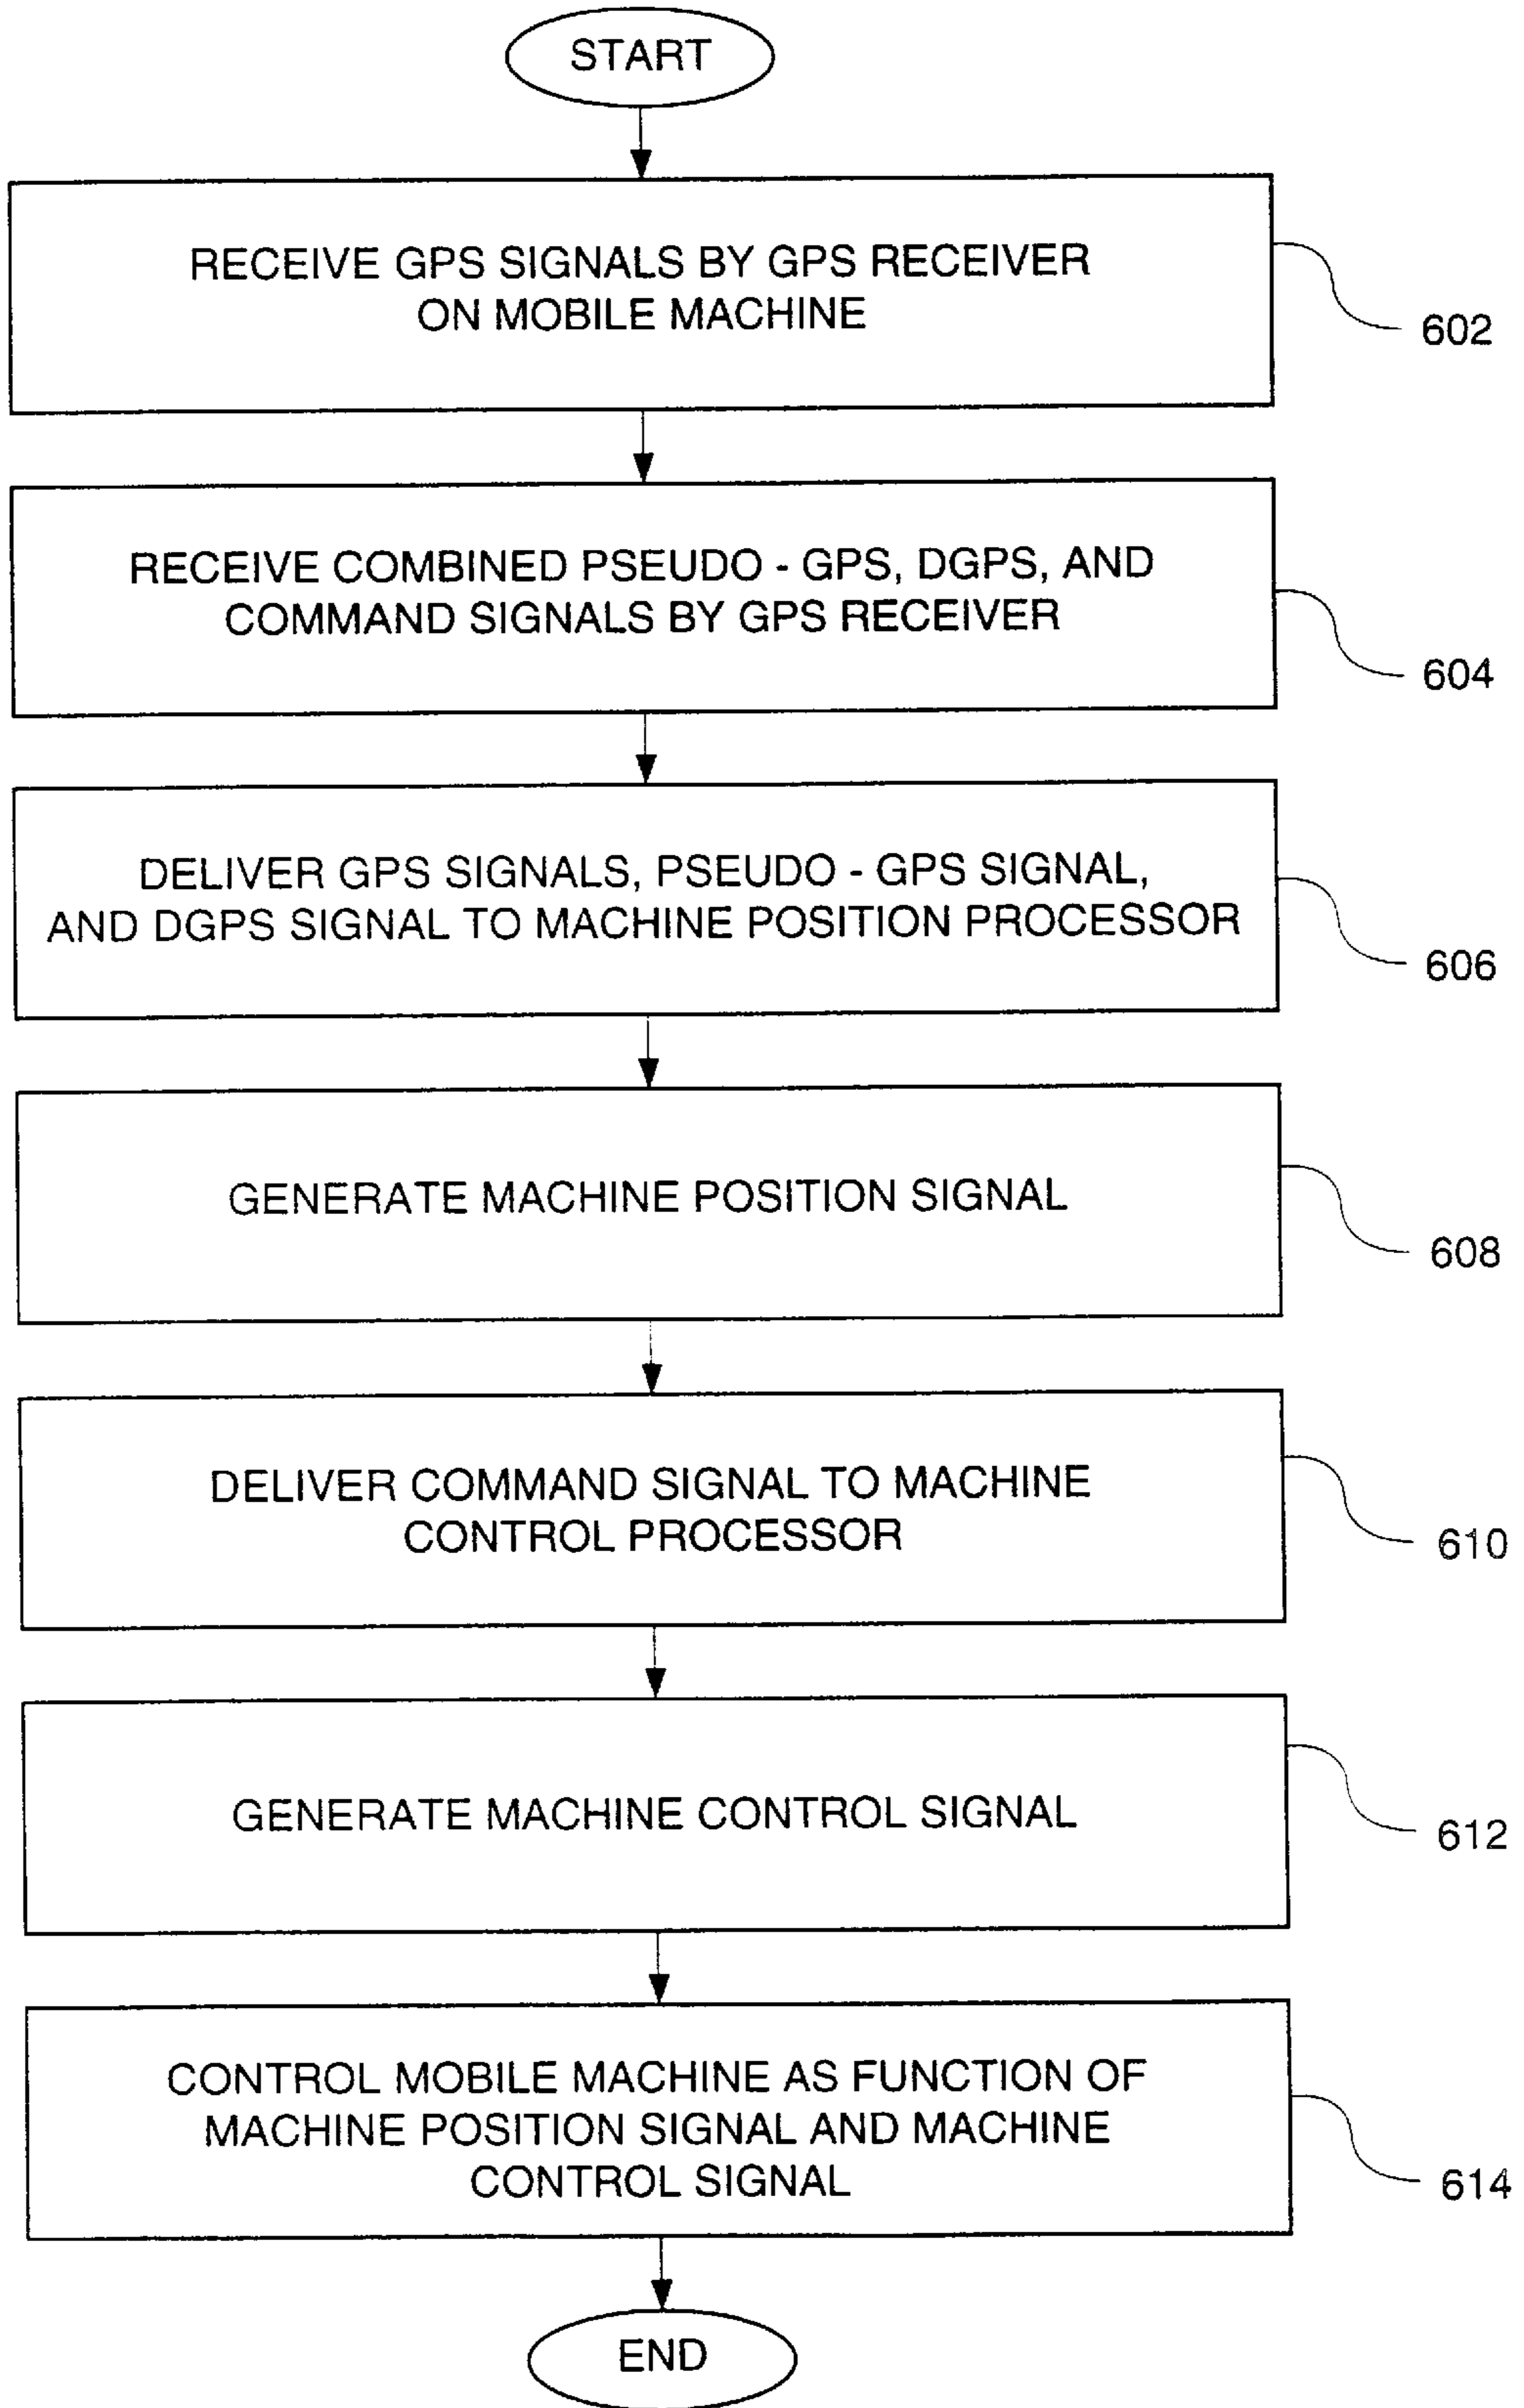 START
RECEIVE GPS SIGNALS BY GPS RECEIVER
ON MOBILE MACHINE
602
RECEIVE COMBINED PSEUDO - GPS, DGPS, AND
COMMAND SIGNALS BY GPS RECEIVER
604
DELIVER GPS SIGNALS, PSEUDO - GPS SIGNAL,
AND DGPS SIGNAL TO MACHINE POSITION PROCESSOR
606
GENERATE MACHINE POSITION SIGNAL
608
DELIVER COMMAND SIGNAL TO MACHINE
CONTROL PROCESSOR
610
GENERATE MACHINE CONTROL SIGNAL
612
CONTROL MOBILE MACHINE AS FUNCTION OF
MACHINE POSITION SIGNAL AND MACHINE
CONTROL SIGNAL
614
END